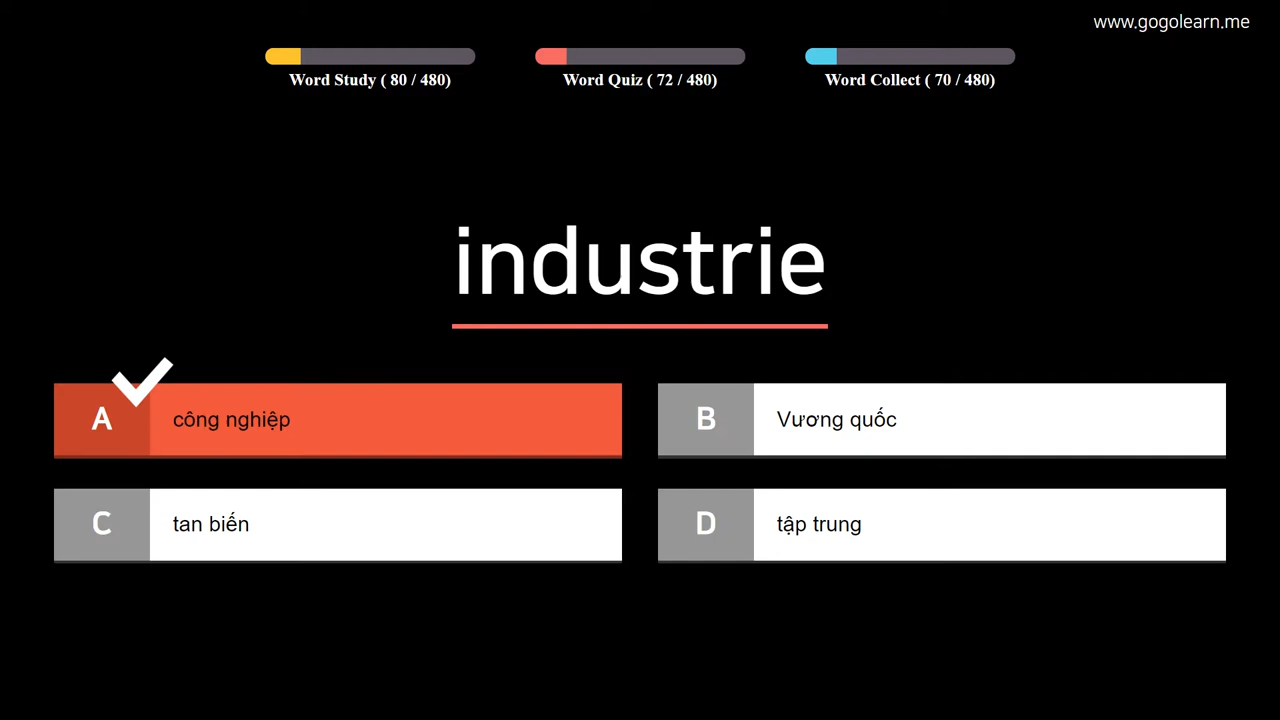 www.gogolearn.me
Word Study ( 80 / 480)
Word Quiz ( 72 / 480)
Word Collect ( 70 / 480)
industrie
A công nghiệp
B Vương quốc
C tan biến
D tập trung